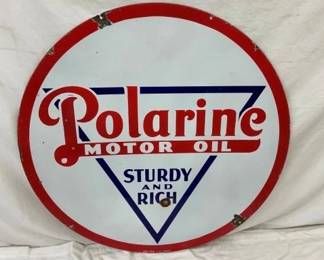 Polarine
MOTOR OIL
STURDY
AND
RICH